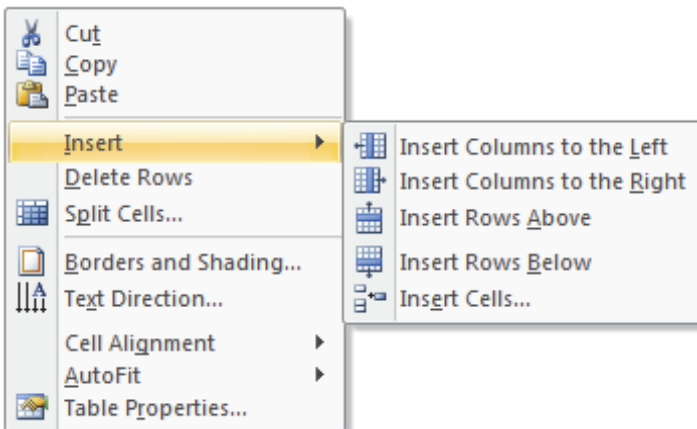 Cut
Copy
Paste
Insert
Delete Rows
Split Cells...
Borders and Shading...
Text Direction...
Cell Alignment
AutoFit
Table Properties...
Insert Columns to the Left
Insert Columns to the Right
Insert Rows Above
Insert Rows Below
Insert Cells...